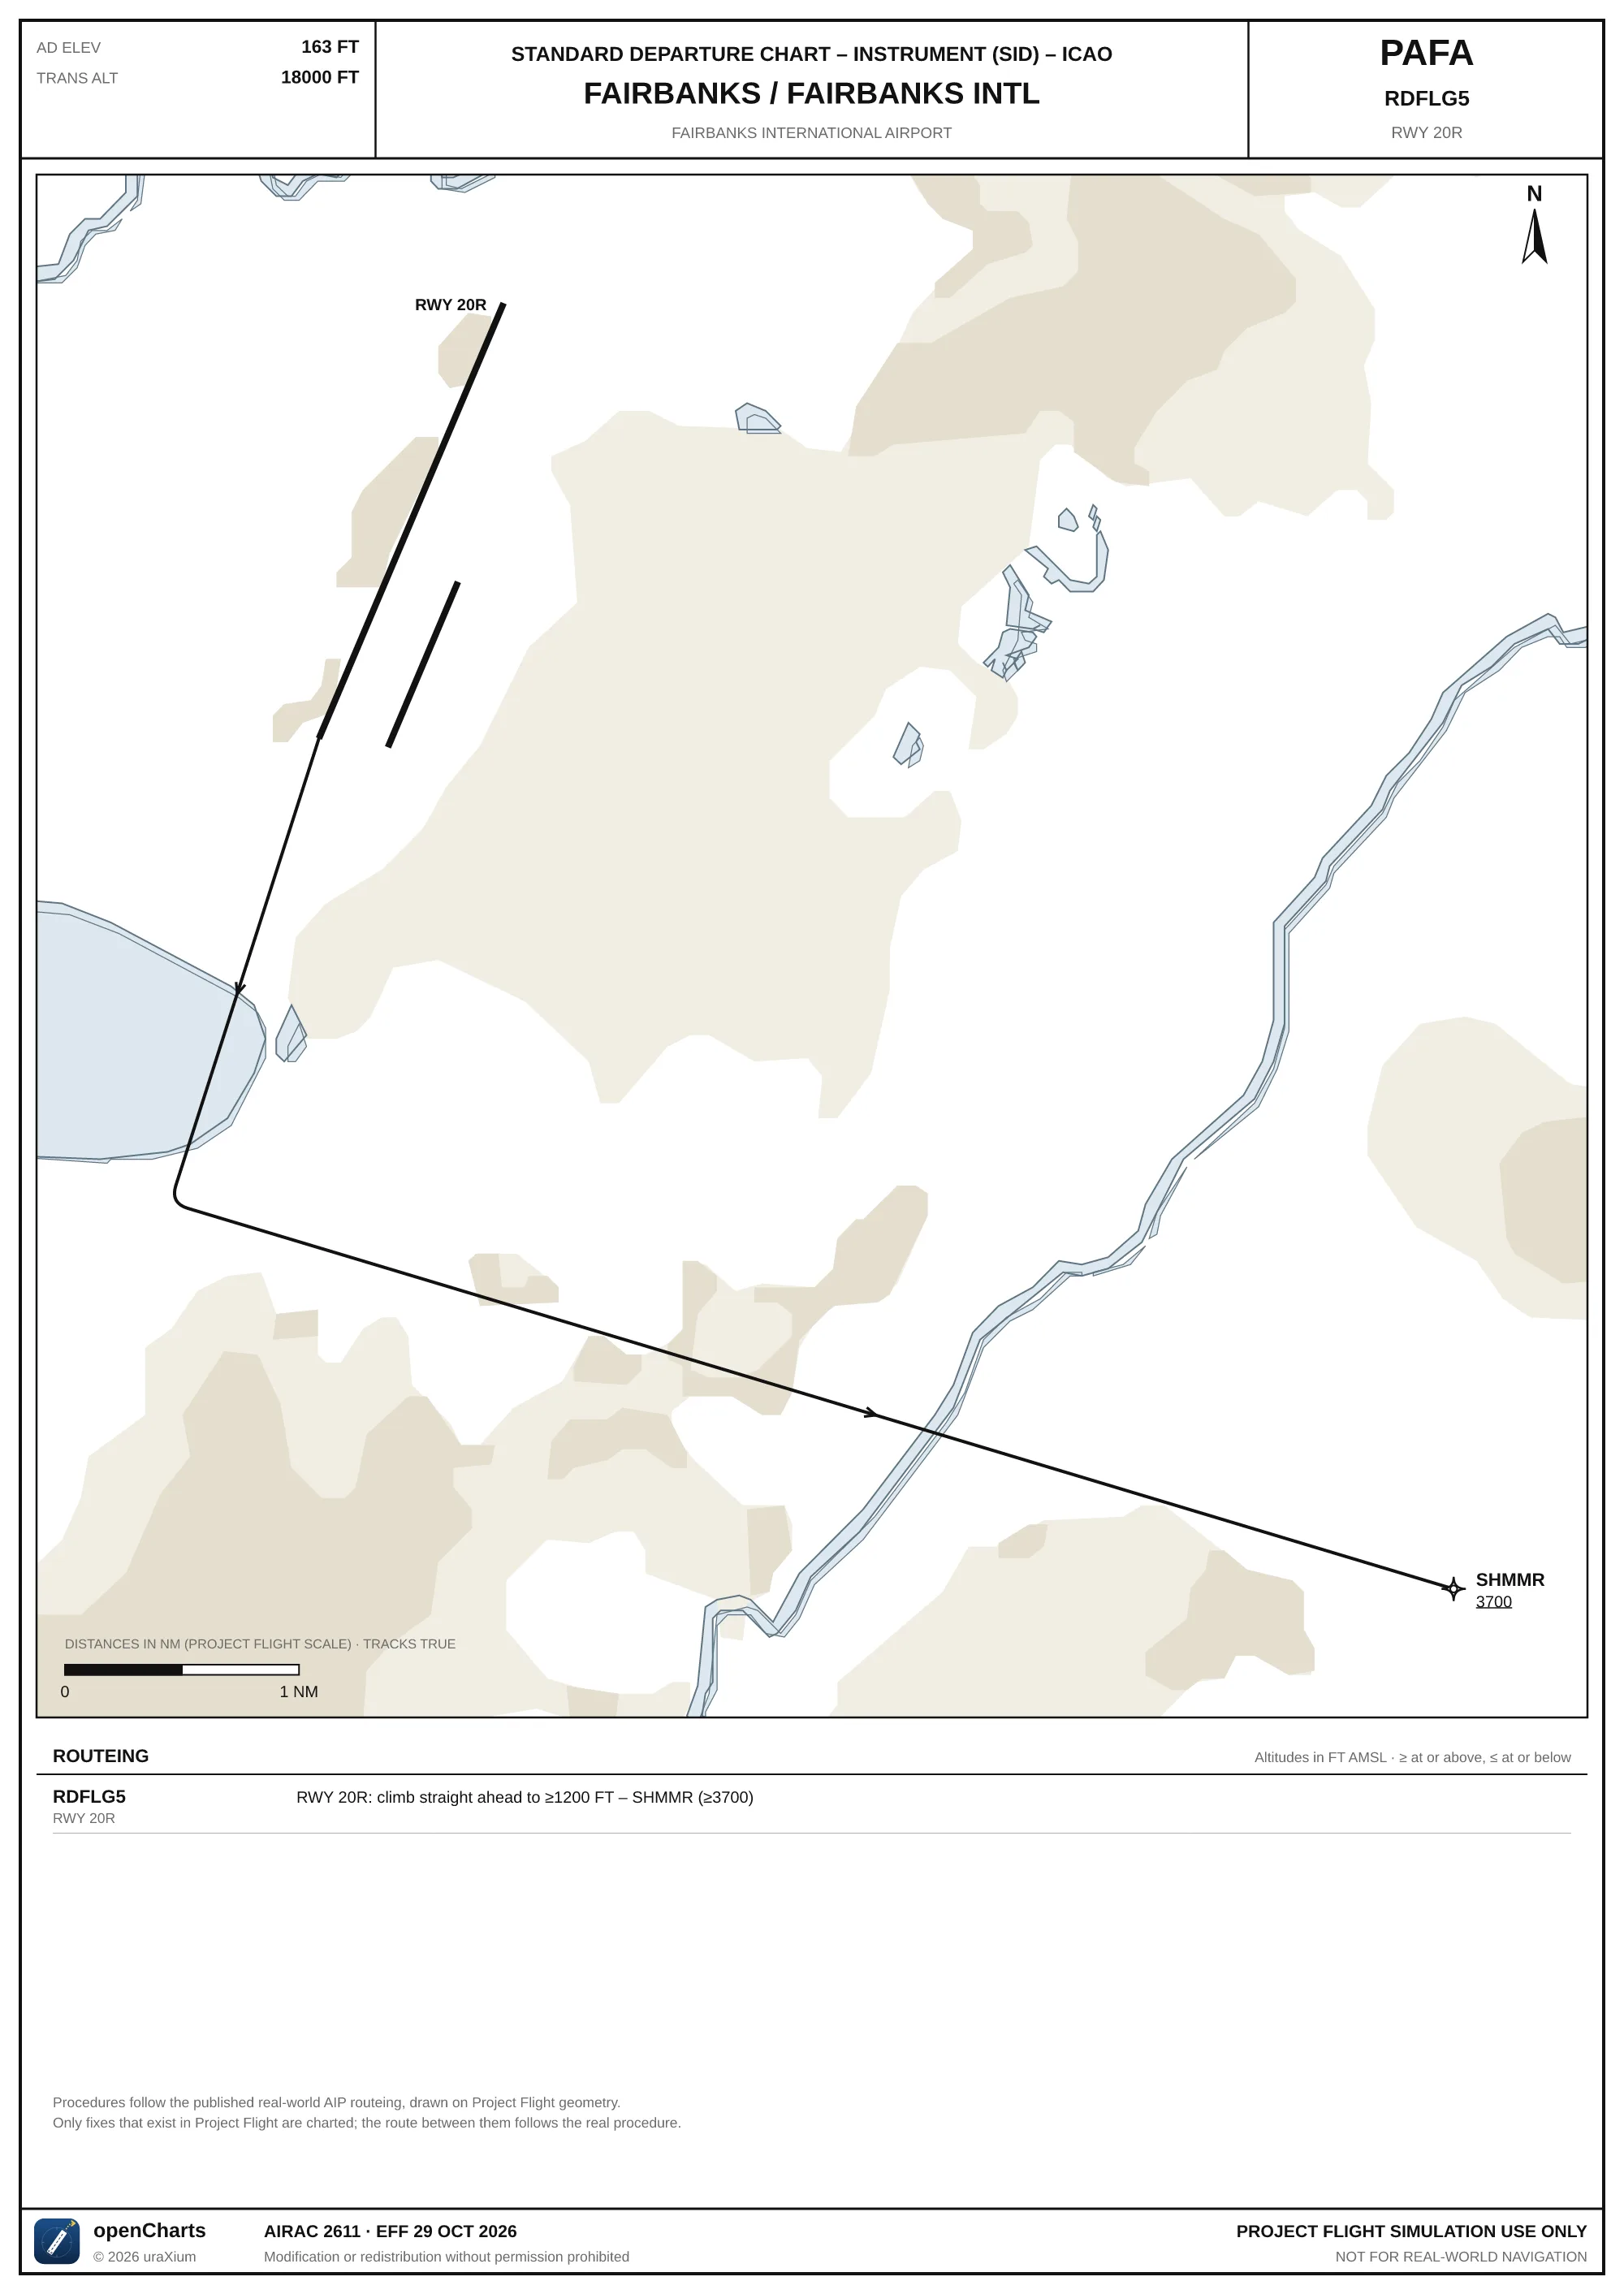 AD ELEV 163 FT
TRANS ALT 18000 FT
STANDARD DEPARTURE CHART – INSTRUMENT (SID) – ICAO
FAIRBANKS / FAIRBANKS INTL
FAIRBANKS INTERNATIONAL AIRPORT
PAFA
RDFLG5
RWY 20R
N
RWY 20R
SHMMR
3700
DISTANCES IN NM (PROJECT FLIGHT SCALE) · TRACKS TRUE
0 1 NM
ROUTEING Altitudes in FT AMSL · ≥ at or above, ≤ at or below
RDFLG5 RWY 20R: climb straight ahead to ≥1200 FT – SHMMR (≥3700)
RWY 20R
Procedures follow the published real-world AIP routeing, drawn on Project Flight geometry.
Only fixes that exist in Project Flight are charted; the route between them follows the real procedure.
openCharts AIRAC 2611 · EFF 29 OCT 2026 PROJECT FLIGHT SIMULATION USE ONLY
© 2026 uraXium Modification or redistribution without permission prohibited NOT FOR REAL-WORLD NAVIGATION